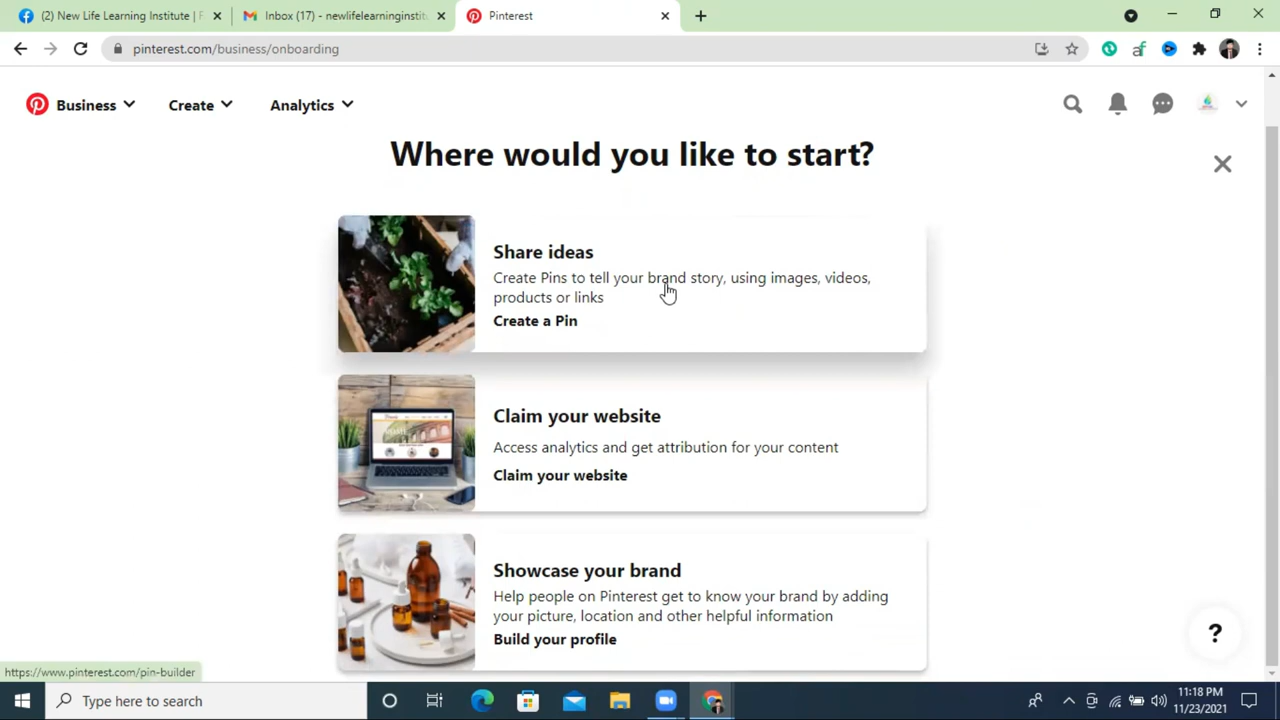 (2) New Life Learning Institute | F
Inbox (17) - newlifelearninginstit
Pinterest
pinterest.com/business/onboarding
Business
Create
Analytics
Where would you like to start?
Share ideas
Create Pins to tell your brand story, using images, videos,
products or links
Create a Pin
Claim your website
Access analytics and get attribution for your content
Claim your website
Showcase your brand
Help people on Pinterest get to know your brand by adding
your picture, location and other helpful information
Build your profile
?
https://www.pinterest.com/pin-builder
Type here to search
11:18 PM
11/23/2021